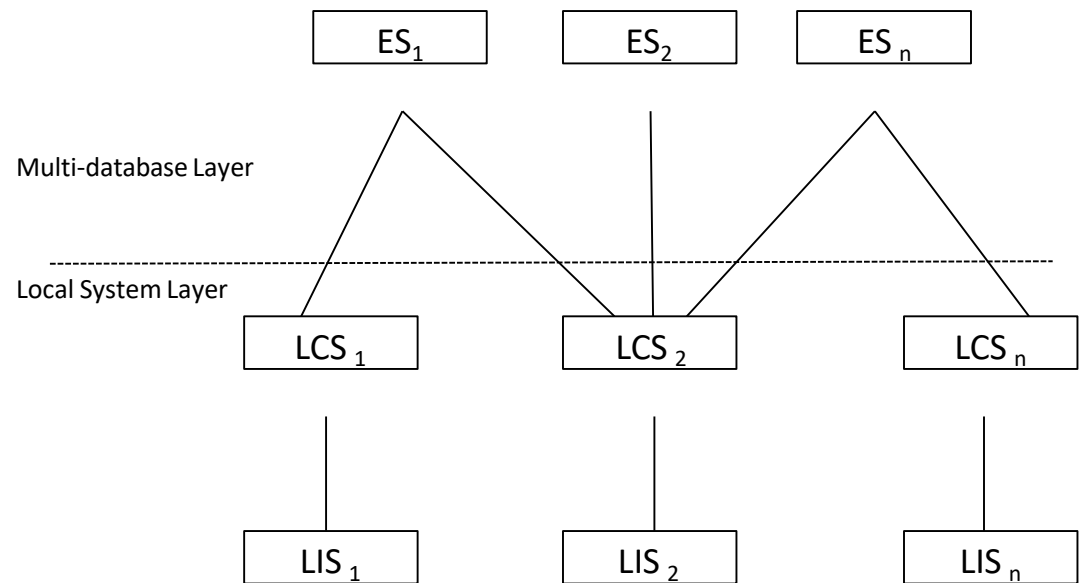 ES₁ ES₂ ES ₙ
Multi-database Layer
Local System Layer
LCS ₁ LCS ₂ LCS ₙ
LIS ₁ LIS ₂ LIS ₙ